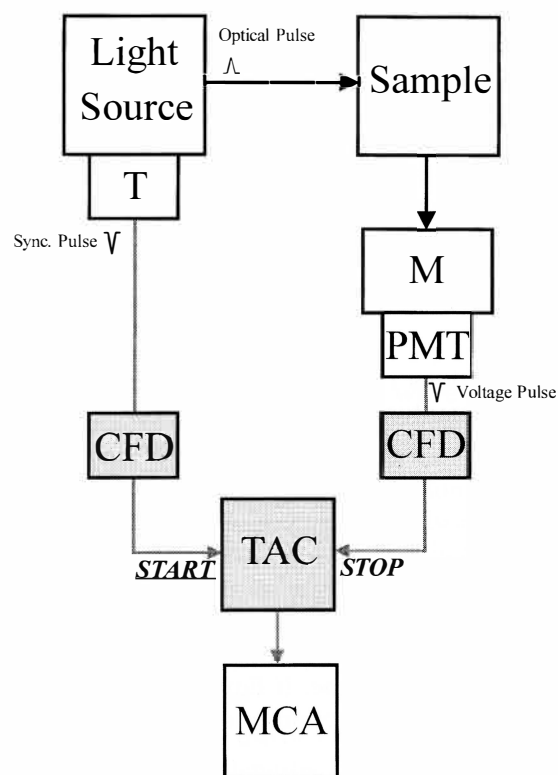 Optical Pulse
Light
Source
Sample
T
Sync. Pulse
M
PMT
Voltage Pulse
CFD
CFD
TAC
START
STOP
MCA